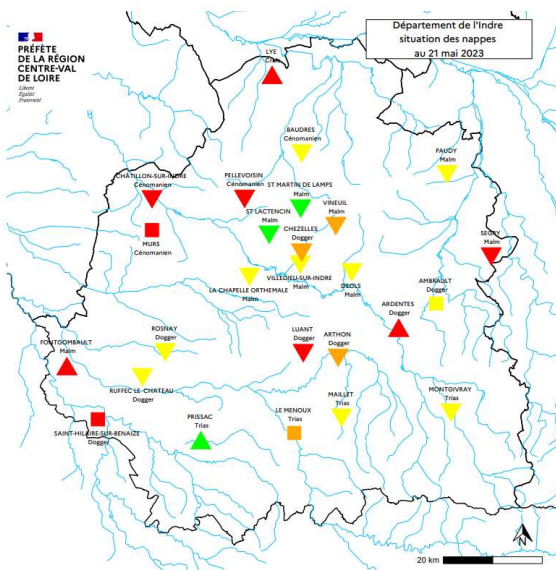 Département de l'Indre
situation des nappes
au 21 mai 2023
PRÉFÈTE
DE LA RÉGION
CENTRE-VAL
DE LOIRE
Liberté
Égalité
Fraternité
LYE
Craie
BAUDRES
Cénomanien
PAUDY
Malm
CHÂTILLON-SUR-INDRE
Cénomanien
PELLEVOISIN
Cénomanien
ST MARTIN DE LAMPS
Malm
VINEUIL
Malm
ST LACTENCIN
Malm
MURS
Cénomanien
CHEZELLES
Dogger
SEGRY
Malm
VILLEDIEU-SUR-INDRE
Malm
DEOLS
Malm
AMBRAULT
Dogger
LA CHAPELLE ORTHEMALE
Malm
ARDENTES
Dogger
ROSNAY
Dogger
LUANT
Dogger
ARTHON
Dogger
FONTGOMBAULT
Malm
RUFFEC LE-CHATEAU
Dogger
MAILLET
Trias
MONTGIVRAY
Trias
PRISSAC
Trias
LE MENOUX
Trias
SAINT-HILAIRE-SUR-BENAIZE
Dogger
N
20 km